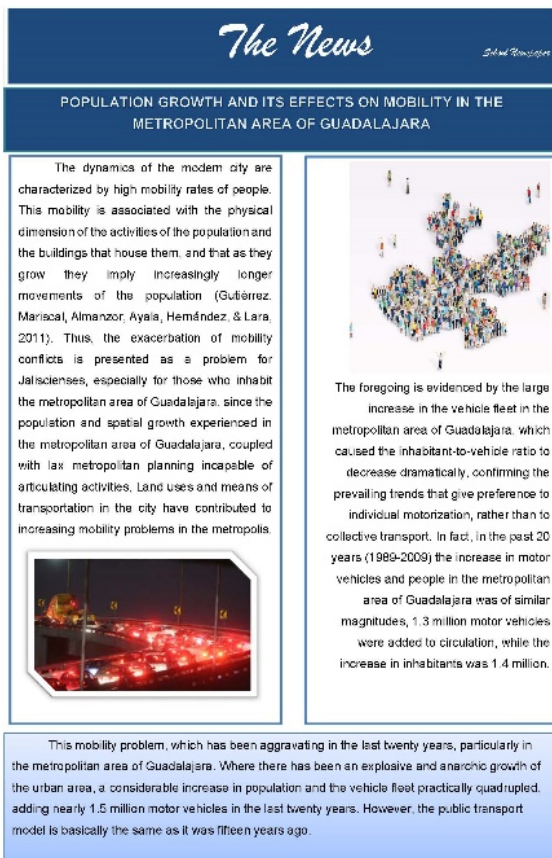 The News
School Newspaper
POPULATION GROWTH AND ITS EFFECTS ON MOBILITY IN THE
METROPOLITAN AREA OF GUADALAJARA
The dynamics of the modern city are
characterized by high mobility rates of people.
This mobility is associated with the physical
dimension of the activities of the population and
the buildings that house them, and that as they
grow they imply increasingly longer
movements of the population (Gutiérrez,
Mariscal, Almanzor, Ayala, Hernández, & Lara,
2011). Thus, the exacerbation of mobility
conflicts is presented as a problem for
Jaliscienses, especially for those who inhabit
the metropolitan area of Guadalajara, since the
population and spatial growth experienced in
the metropolitan area of Guadalajara, coupled
with lax metropolitan planning incapable of
articulating activities, Land uses and means of
transportation in the city have contributed to
increasing mobility problems in the metropolis.
The foregoing is evidenced by the large
increase in the vehicle fleet in the
metropolitan area of Guadalajara, which
caused the inhabitant-to-vehicle ratio to
decrease dramatically, confirming the
prevailing trends that give preference to
individual motorization, rather than to
collective transport. In fact, in the past 20
years (1989-2009) the increase in motor
vehicles and people in the metropolitan
area of Guadalajara was of similar
magnitudes, 1.3 million motor vehicles
were added to circulation, while the
increase in inhabitants was 1.4 million.
This mobility problem, which has been aggravating in the last twenty years, particularly in
the metropolitan area of Guadalajara. Where there has been an explosive and anarchic growth of
the urban area, a considerable increase in population and the vehicle fleet practically quadrupled,
adding nearly 1.5 million motor vehicles in the last twenty years. However, the public transport
model is basically the same as it was fifteen years ago.